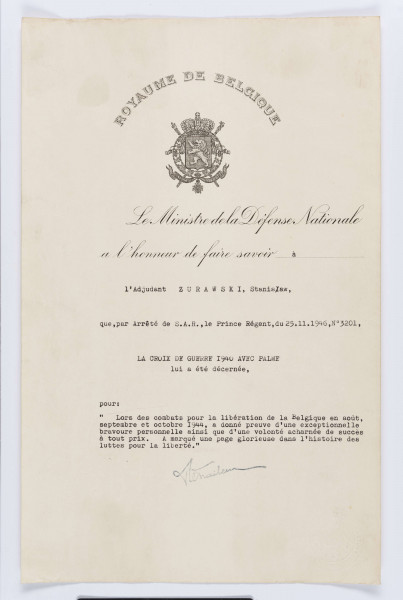 ROYAUME DE BELGIQUE
Le Ministre de la Défense Nationale
a l'honneur de faire savoir à
l'Adjudant Z U R A W S K I, Stanisław,
que, par Arrêté de S.A.R., le Prince Régent, du 25.11.1946, N°3201,
LA CROIX DE GUERRE 1940 AVEC PALME
lui a été décernée,
pour:
" Lors des combats pour la libération de la Belgique en août,
septembre et octobre 1944, a donné preuve d'une exceptionnelle
bravoure personnelle ainsi que d'une volonté acharnée de succès
à tout prix. A marqué une page glorieuse dans l'histoire des
luttes pour la liberté."